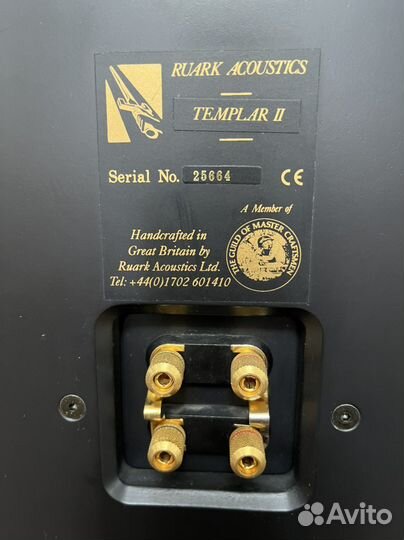 RUARK ACOUSTICS
TEMPLAR II
Serial No. 25664 CE
A Member of
THE GUILD OF MASTER CRAFTSMEN
Handcrafted in
Great Britain by
Ruark Acoustics Ltd.
Tel: +44(0)1702 601410
Avito